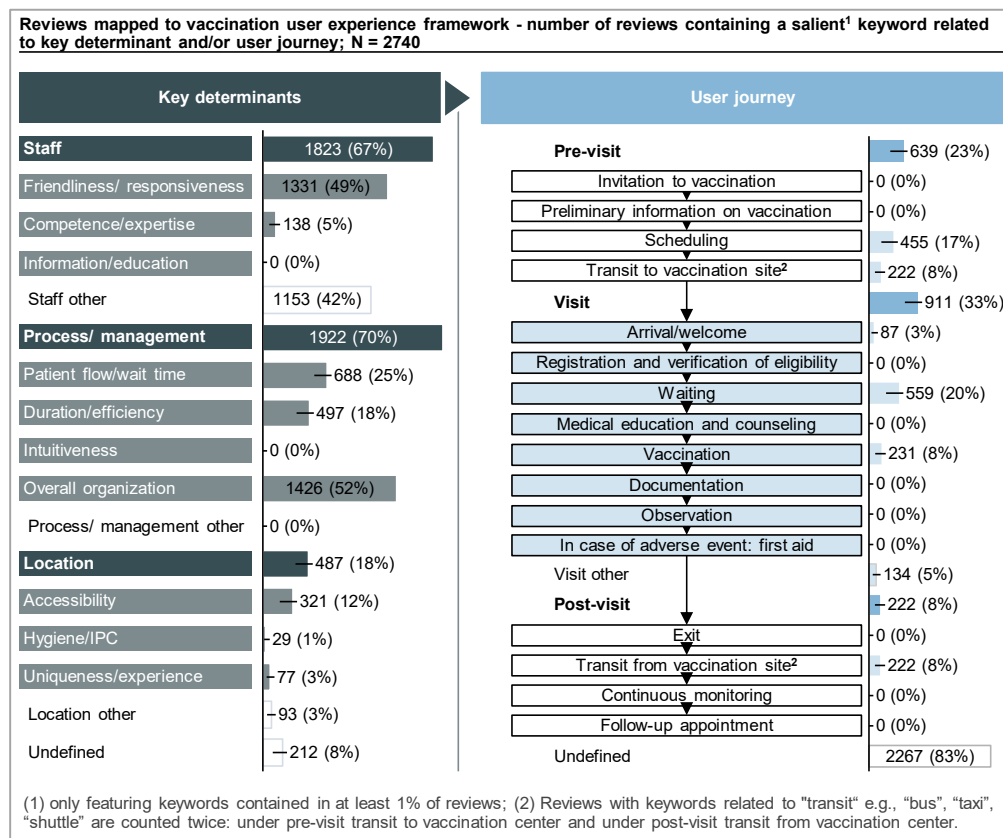 Reviews mapped to vaccination user experience framework - number of reviews containing a salient¹ keyword related
to key determinant and/or user journey; N = 2740
Key determinants
Staff 1823 (67%)
Friendliness/ responsiveness 1331 (49%)
Competence/expertise 138 (5%)
Information/education 0 (0%)
Staff other 1153 (42%)
Process/ management 1922 (70%)
Patient flow/wait time 688 (25%)
Duration/efficiency 497 (18%)
Intuitiveness 0 (0%)
Overall organization 1426 (52%)
Process/ management other 0 (0%)
Location 487 (18%)
Accessibility 321 (12%)
Hygiene/IPC 29 (1%)
Uniqueness/experience 77 (3%)
Location other 93 (3%)
Undefined 212 (8%)
User journey
Pre-visit 639 (23%)
Invitation to vaccination 0 (0%)
Preliminary information on vaccination 0 (0%)
Scheduling 455 (17%)
Transit to vaccination site² 222 (8%)
Visit 911 (33%)
Arrival/welcome 87 (3%)
Registration and verification of eligibility 0 (0%)
Waiting 559 (20%)
Medical education and counseling 0 (0%)
Vaccination 231 (8%)
Documentation 0 (0%)
Observation 0 (0%)
In case of adverse event: first aid 0 (0%)
Visit other 134 (5%)
Post-visit 222 (8%)
Exit 0 (0%)
Transit from vaccination site² 222 (8%)
Continuous monitoring 0 (0%)
Follow-up appointment 0 (0%)
Undefined 2267 (83%)
(1) only featuring keywords contained in at least 1% of reviews; (2) Reviews with keywords related to "transit“ e.g., “bus”, “taxi”,
“shuttle” are counted twice: under pre-visit transit to vaccination center and under post-visit transit from vaccination center.